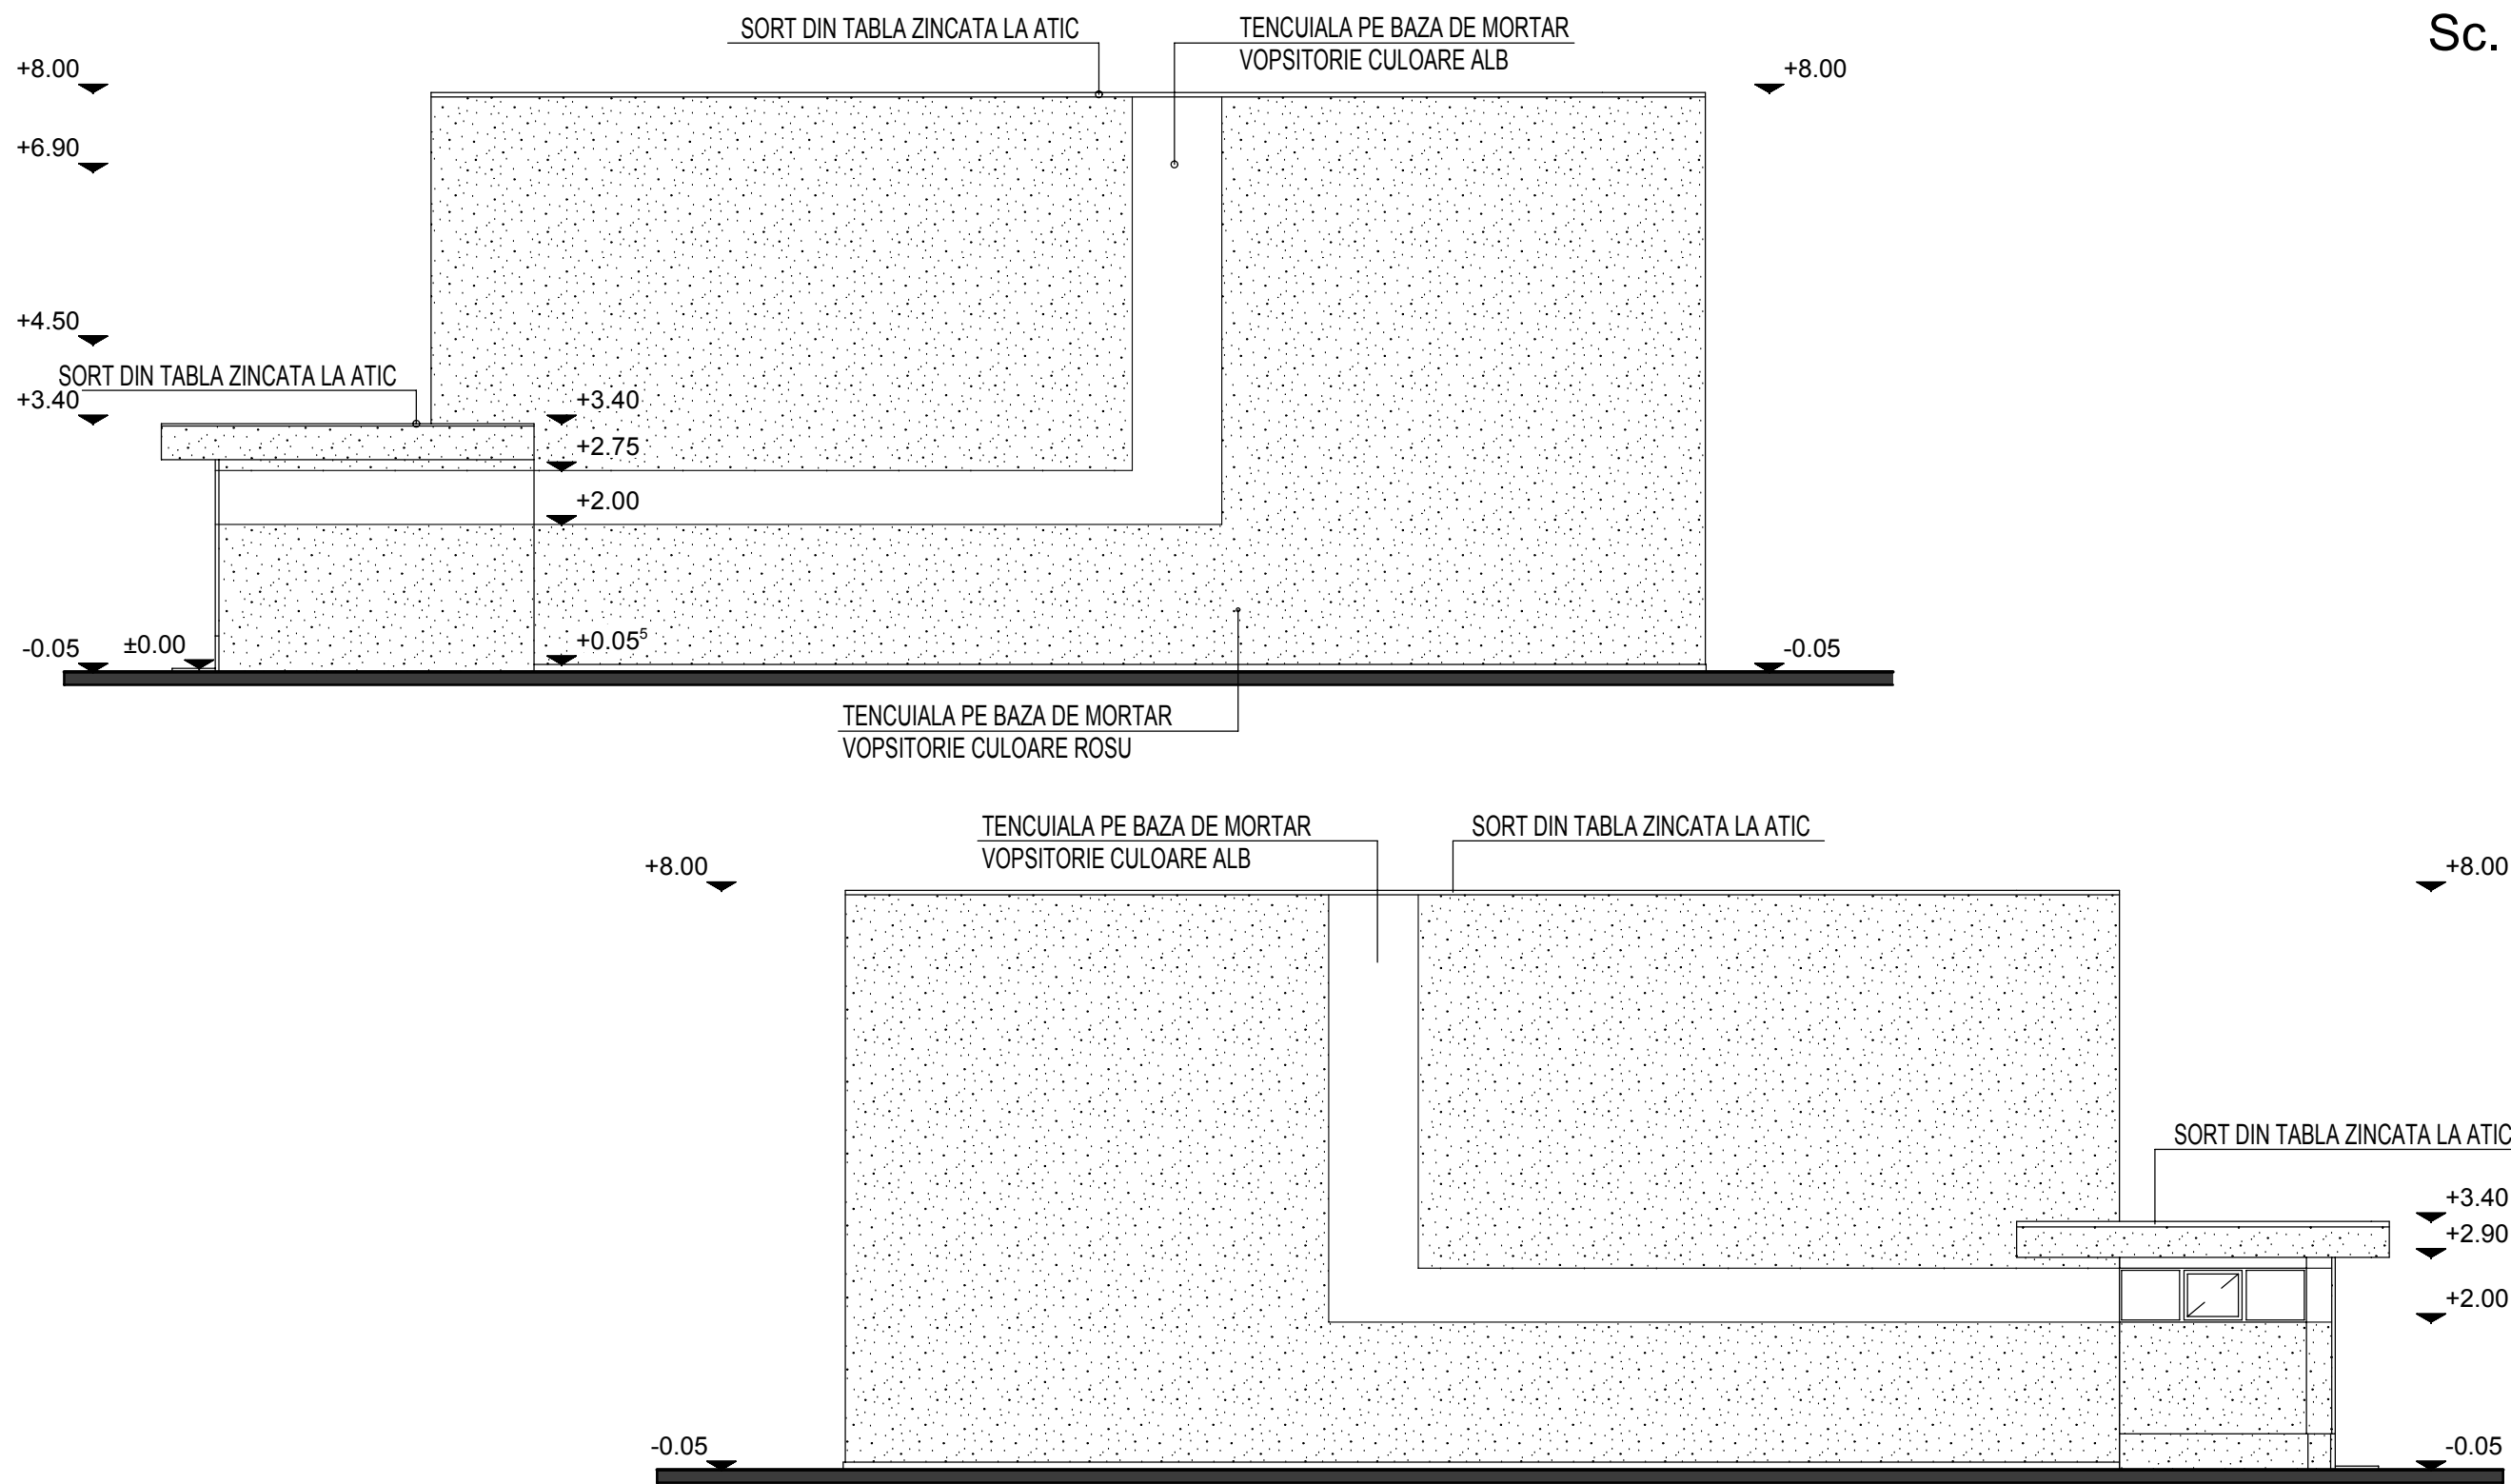 SORT DIN TABLA ZINCATA LA ATIC
TENCUIALA PE BAZA DE MORTAR
VOPSITORIE CULOARE ALB
Sc.
+8.00
+8.00
+6.90
+4.50
SORT DIN TABLA ZINCATA LA ATIC
+3.40
+3.40
+2.75
+2.00
-0.05
±0.00
+0.05⁵
-0.05
TENCUIALA PE BAZA DE MORTAR
VOPSITORIE CULOARE ROSU
TENCUIALA PE BAZA DE MORTAR
VOPSITORIE CULOARE ALB
SORT DIN TABLA ZINCATA LA ATIC
+8.00
+8.00
SORT DIN TABLA ZINCATA LA ATIC
+3.40
+2.90
+2.00
-0.05
-0.05